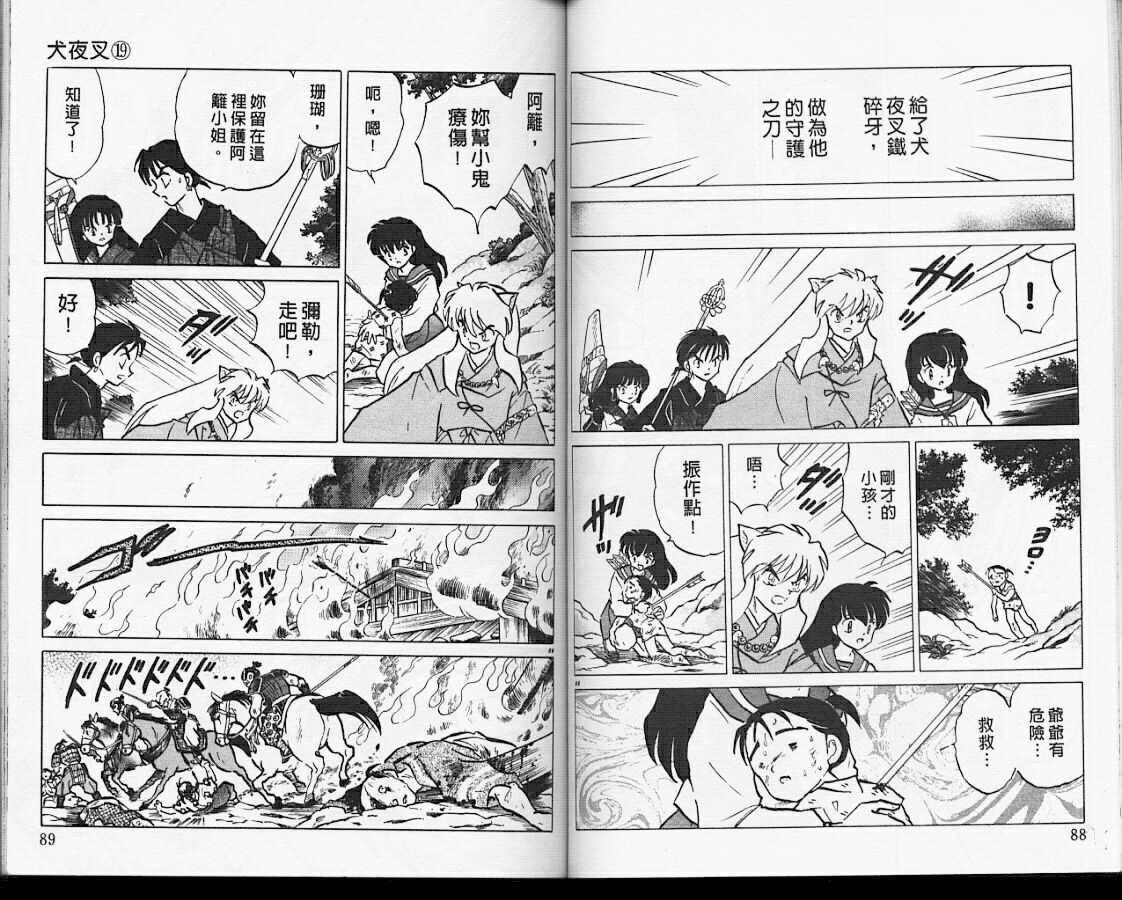 給了犬
夜叉鐵
碎牙，
做為他
的守護
之刀—
！
ダッ
剛才的
小孩…
唔…
ダッ
振作點！
ダッ
ヨロ…
爺爺有
危險…
救救…
88
犬夜叉⑲
阿籬，
妳幫小鬼
療傷！
呃，嗯！
珊瑚，
妳留在這
裡保護阿
籬小姐。
知道了！
彌勒，
走吧！
ダッ
好！
パチ
パチ
ドドドドドド…
89